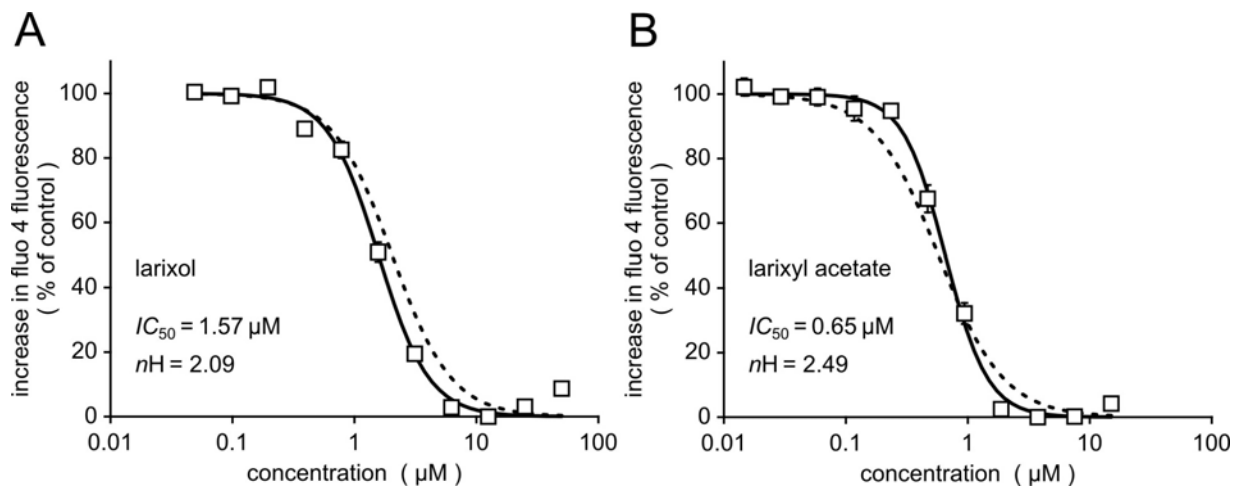 A
increase in fluo 4 fluorescence
( % of control )
100
80
60
40
20
0
larixol
IC50 = 1.57 µM
nH = 2.09
0.01 0.1 1 10 100
concentration ( µM )
B
increase in fluo 4 fluorescence
( % of control )
100
80
60
40
20
0
larixyl acetate
IC50 = 0.65 µM
nH = 2.49
0.01 0.1 1 10 100
concentration ( µM )